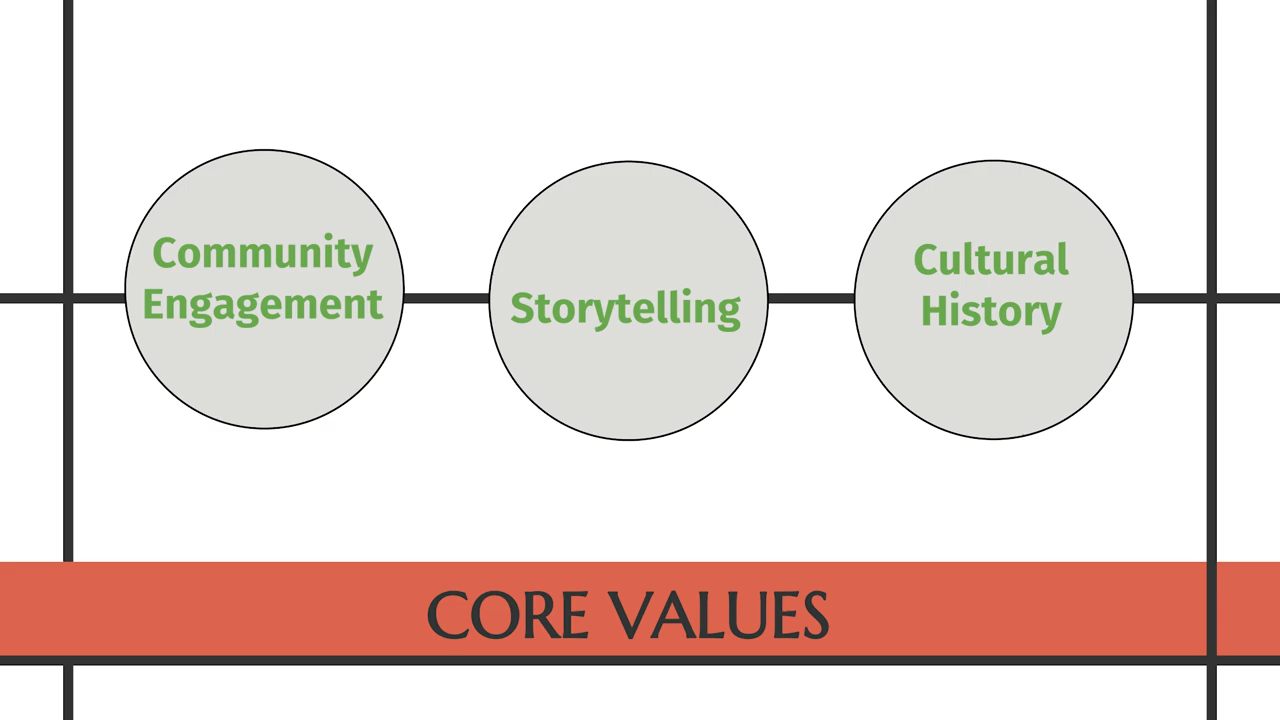 Community
Engagement
Storytelling
Cultural
History
CORE VALUES